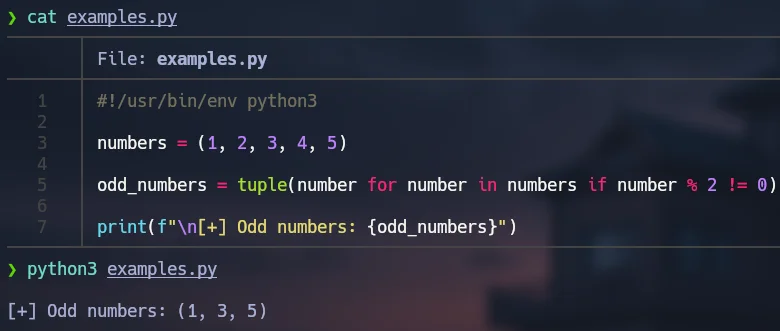 ❯ cat examples.py
File: examples.py
1 #!/usr/bin/env python3
2
3 numbers = (1, 2, 3, 4, 5)
4
5 odd_numbers = tuple(number for number in numbers if number % 2 != 0)
6
7 print(f"\n[+] Odd numbers: {odd_numbers}")
❯ python3 examples.py
[+] Odd numbers: (1, 3, 5)